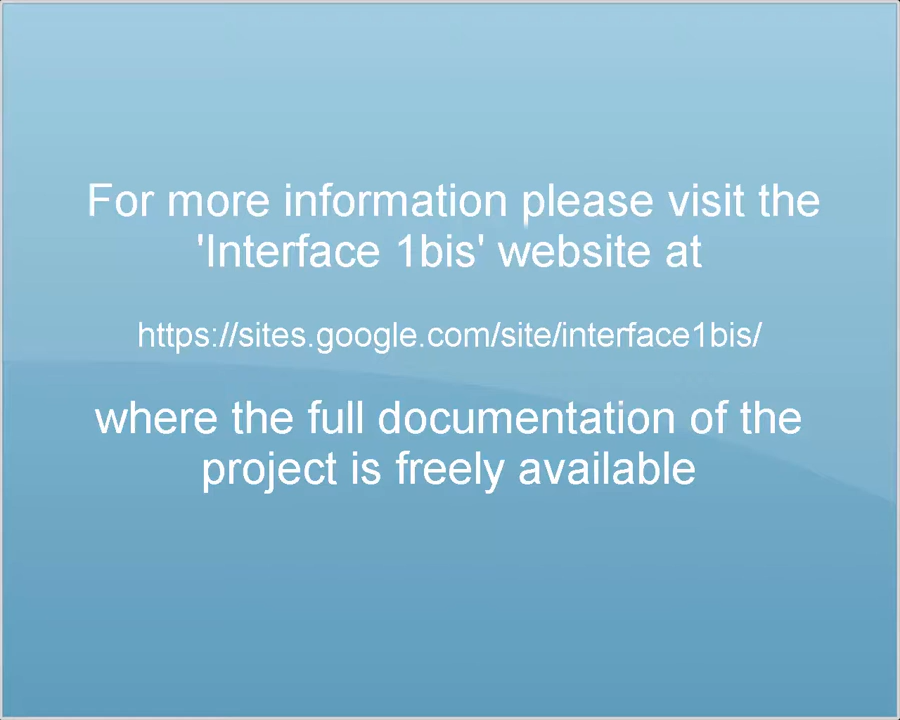 For more information please visit the
'Interface 1bis' website at
https://sites.google.com/site/interface1bis/
where the full documentation of the
project is freely available